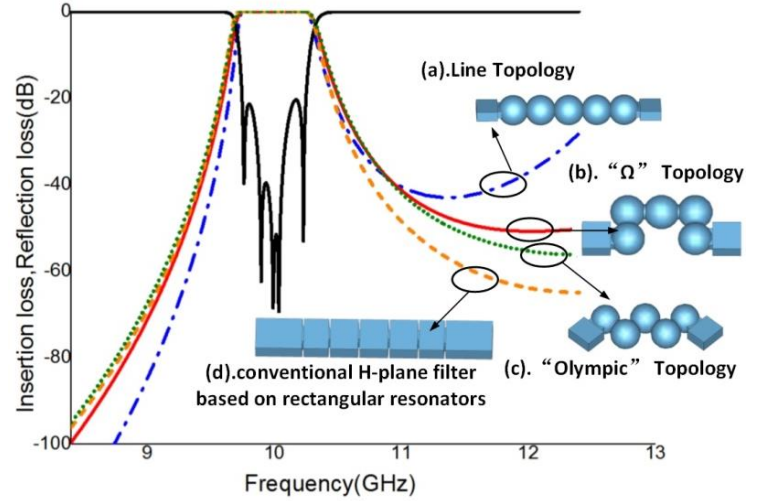 Insertion loss,Reflection loss(dB)
0
-20
-40
-60
-80
-100
9
10
11
12
13
Frequency(GHz)
(a).Line Topology
(b). “Ω” Topology
(c). “Olympic” Topology
(d).conventional H-plane filter
based on rectangular resonators